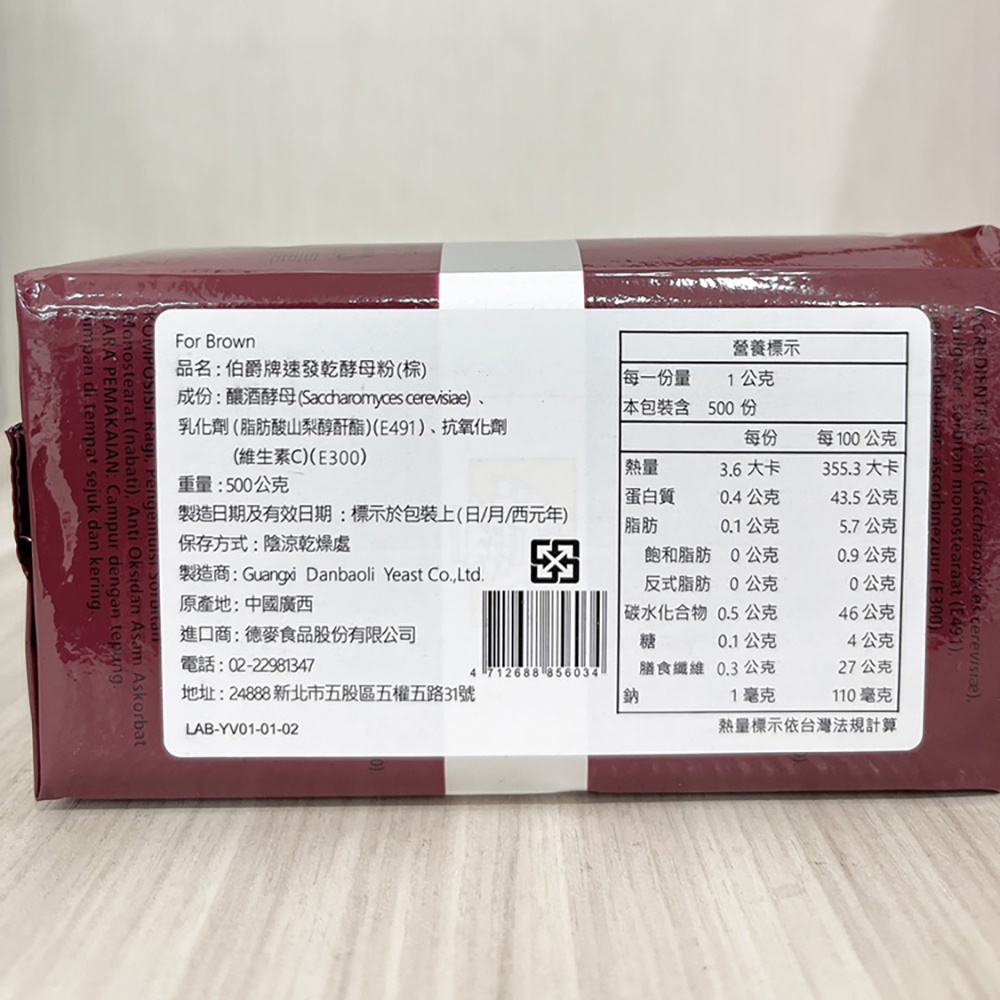 For Brown
品名：伯爵牌速發乾酵母粉(棕)
成份：釀酒酵母(Saccharomyces cerevisiae)、
乳化劑(脂肪酸山梨醇酐酯)(E491)、抗氧化劑
(維生素C)(E300)
重量：500公克
製造日期及有效日期：標示於包裝上(日/月/西元年)
保存方式：陰涼乾燥處
製造商：Guangxi Danbaoli Yeast Co.,Ltd.
原產地：中國廣西
進口商：德麥食品股份有限公司
電話：02-22981347
地址：24888新北市五股區五權五路31號
LAB-YV01-01-02
4 712688 856034
營養標示
每一份量 1 公克
本包裝含 500 份
每份 每100公克
熱量 3.6 大卡 355.3 大卡
蛋白質 0.4 公克 43.5 公克
脂肪 0.1 公克 5.7 公克
飽和脂肪 0 公克 0.9 公克
反式脂肪 0 公克 0 公克
碳水化合物 0.5 公克 46 公克
糖 0.1 公克 4 公克
膳食纖維 0.3 公克 27 公克
鈉 1 毫克 110 毫克
熱量標示依台灣法規計算
Monostearat (nabati), Anti Oksidan Asam Askorbat
CARA PEMAKAIAN: Campur dengan tepung.
Simpan di tempat sejuk dan kering.
Gist (Saccharomyces cerevisiae),
sorbitan monostearaat (E491),
ascorbinezuur (E300)